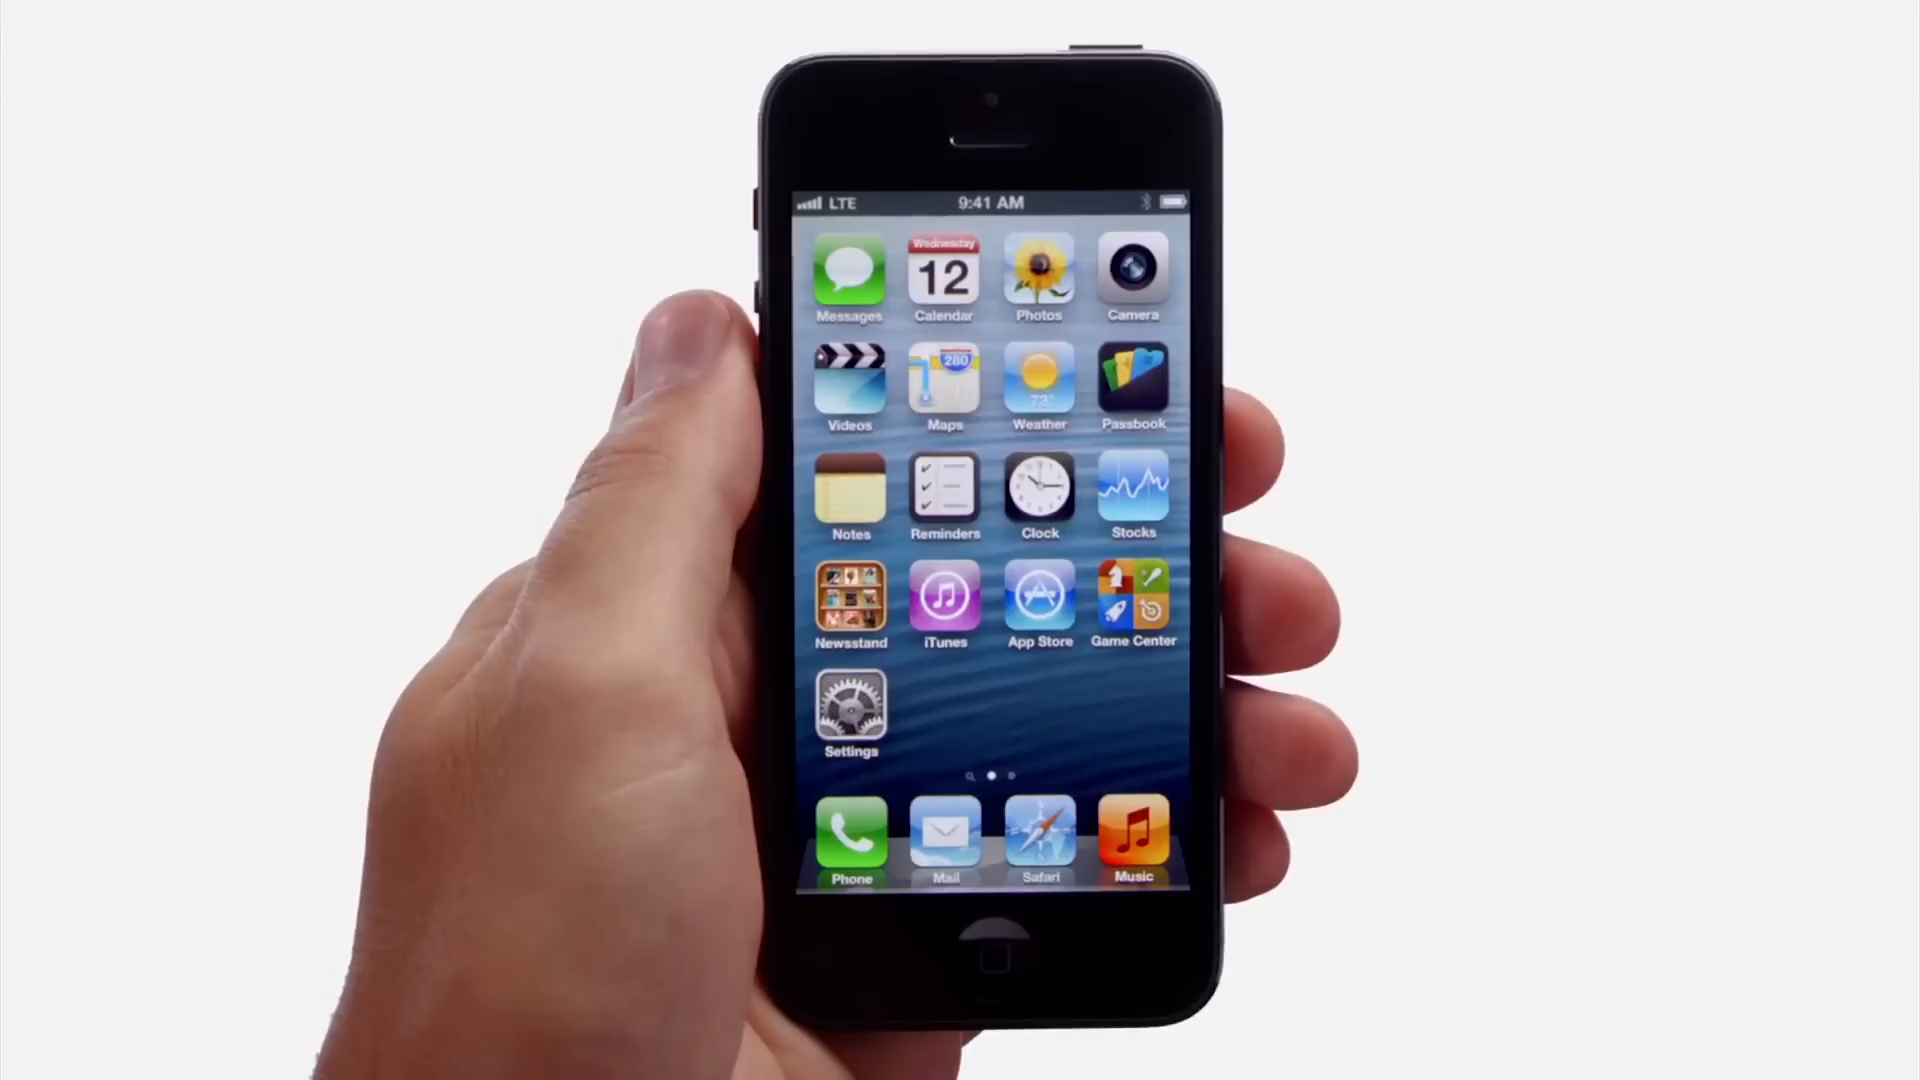 LTE 9:41 AM
Wednesday
12
Messages Calendar Photos Camera
280
73°
Videos Maps Weather Passbook
Notes Reminders Clock Stocks
Newsstand iTunes App Store Game Center
Settings
Phone Mail Safari Music